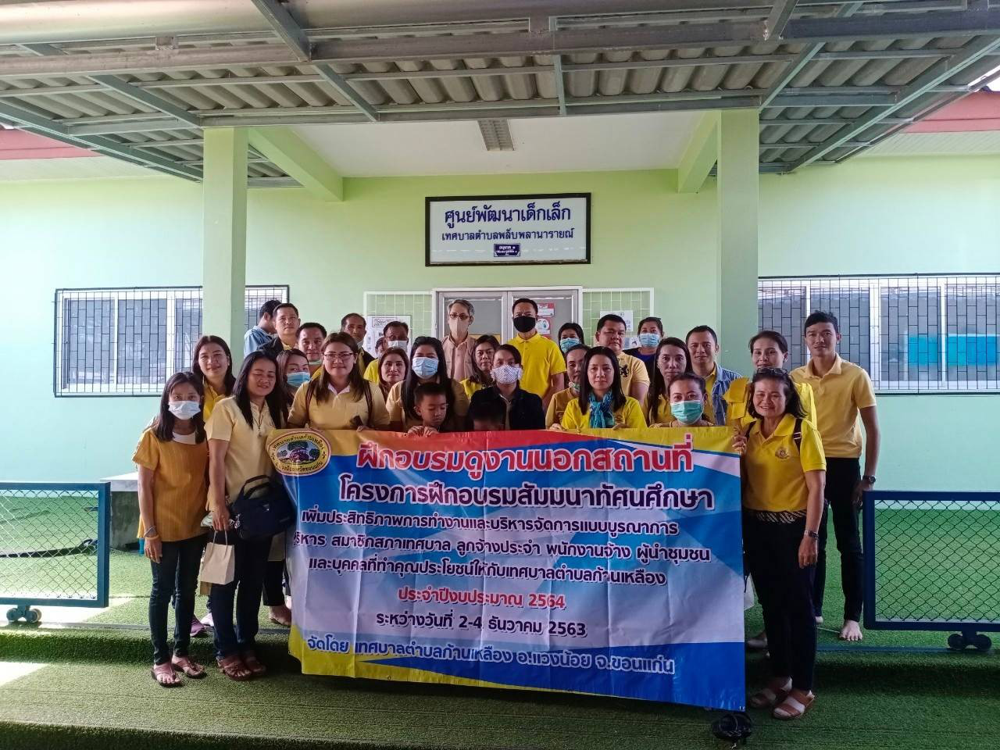 ศูนย์พัฒนาเด็กเล็ก
เทศบาลตำบลพลับพลานารายณ์
อนุบาล ๑
ฝึกอบรมดูงานนอกสถานที่
โครงการฝึกอบรมสัมมนาทัศนศึกษา
เพิ่มประสิทธิภาพการทำงานและบริหารจัดการแบบบูรณาการ
ริหาร สมาชิกสภาเทศบาล ลูกจ้างประจำ พนักงานจ้าง ผู้นำชุมชน
และบุคคลที่ทำคุณประโยชน์ให้กับเทศบาลตำบลก้านเหลือง
ประจำปีงบประมาณ 2564
ระหว่างวันที่ 2-4 ธันวาคม 2563
จัดโดย เทศบาลตำบลก้านเหลือง อ.แวงน้อย จ.ขอนแก่น